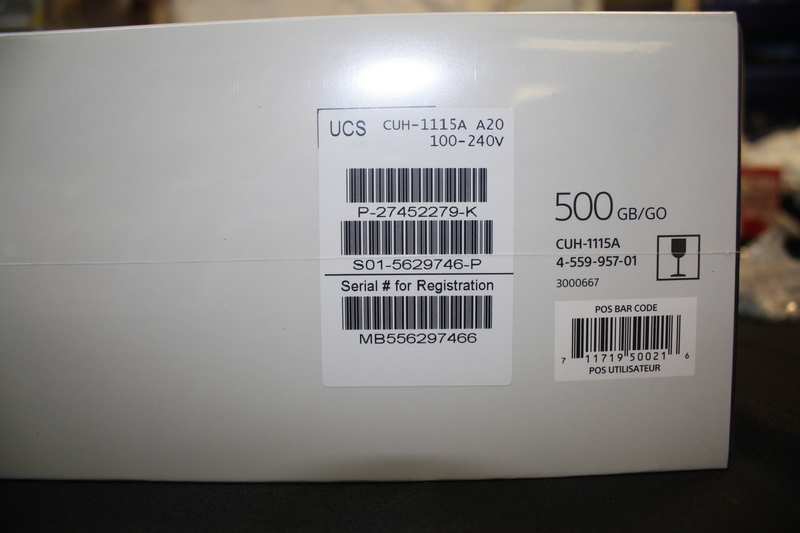 UCS CUH-1115A A20
100-240V
P-27452279-K
S01-5629746-P
Serial # for Registration
MB556297466
500 GB/GO
CUH-1115A
4-559-957-01
3000667
POS BAR CODE
7 11719 50021 6
POS UTILISATEUR